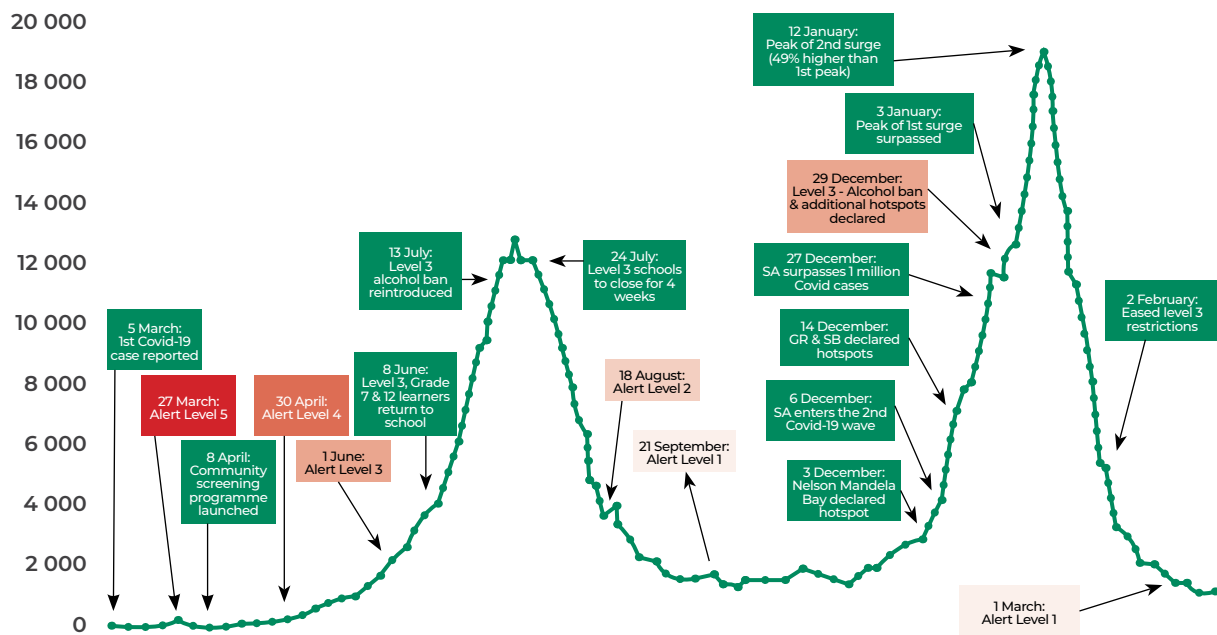 20 000
18 000
16 000
14 000
12 000
10 000
8 000
6 000
4 000
2 000
0
5 March:
1st Covid-19
case reported
27 March:
Alert Level 5
8 April:
Community
screening
programme
launched
30 April:
Alert Level 4
1 June:
Alert Level 3
8 June:
Level 3, Grade
7 & 12 learners
return to
school
13 July:
Level 3
alcohol ban
reintroduced
24 July:
Level 3 schools
to close for 4
weeks
18 August:
Alert Level 2
21 September:
Alert Level 1
3 December:
Nelson Mandela
Bay declared
hotspot
6 December:
SA enters the 2nd
Covid-19 wave
14 December:
GR & SB declared
hotspots
27 December:
SA surpasses 1 million
Covid cases
29 December:
Level 3 - Alcohol ban
& additional hotspots
declared
3 January:
Peak of 1st surge
surpassed
12 January:
Peak of 2nd surge
(49% higher than
1st peak)
2 February:
Eased level 3
restrictions
1 March:
Alert Level 1